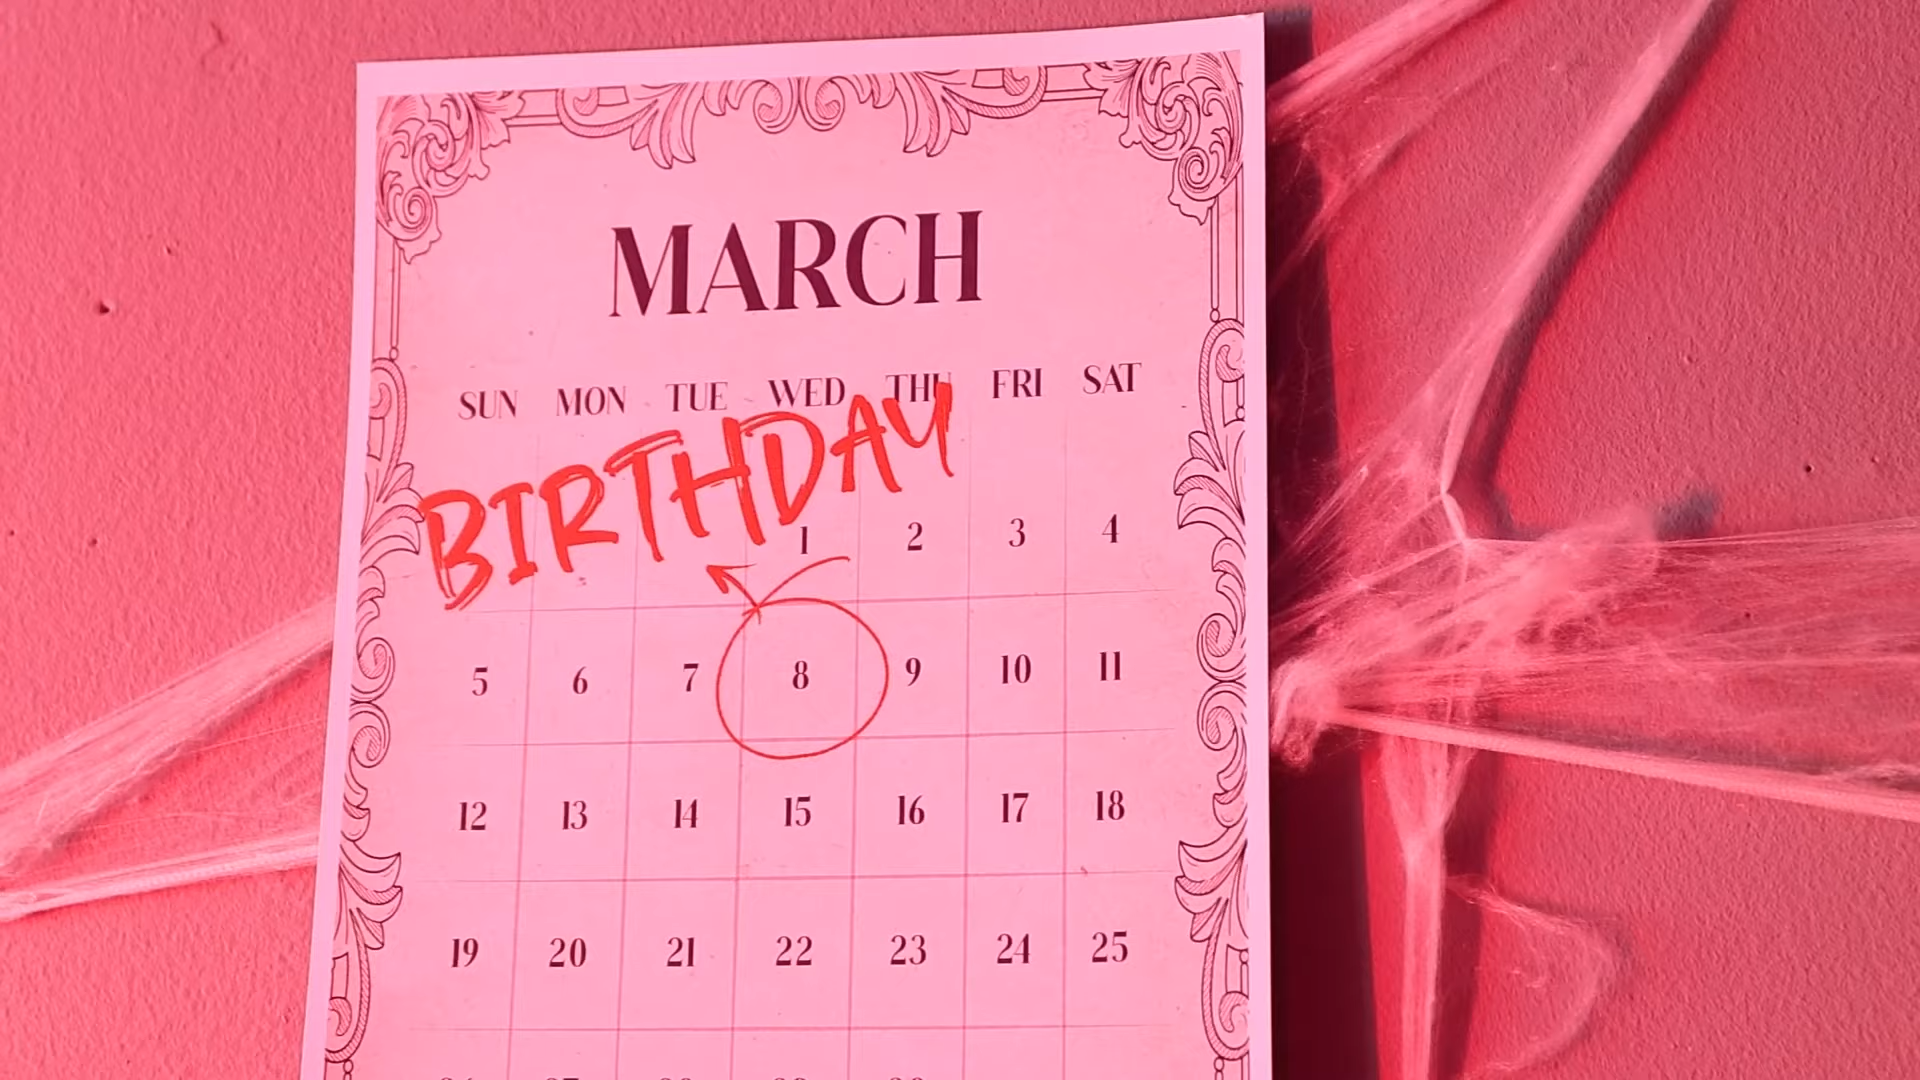 MARCH
SUN MON TUE WED THU FRI SAT
BIRTHDAY
1 2 3 4
5 6 7 8 9 10 11
12 13 14 15 16 17 18
19 20 21 22 23 24 25